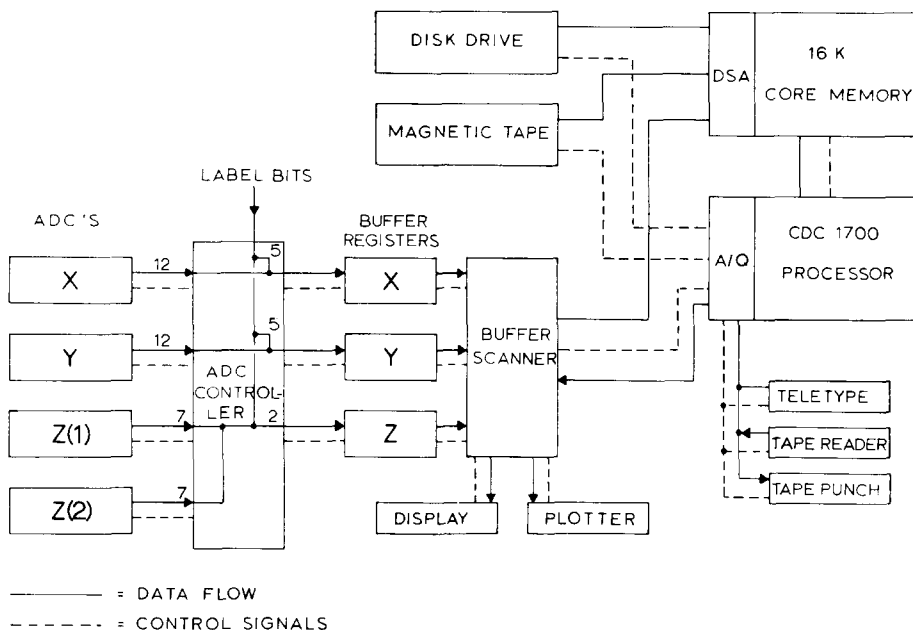 DISK DRIVE
MAGNETIC TAPE
DSA
16 K
CORE MEMORY
LABEL BITS
ADC'S
BUFFER
REGISTERS
A/Q
CDC 1700
PROCESSOR
X
12
5
X
Y
12
5
Y
BUFFER
SCANNER
ADC
CONTROL-
LER
Z(1)
7
2
Z
Z(2)
7
TELETYPE
TAPE READER
TAPE PUNCH
DISPLAY
PLOTTER
= DATA FLOW
= CONTROL SIGNALS